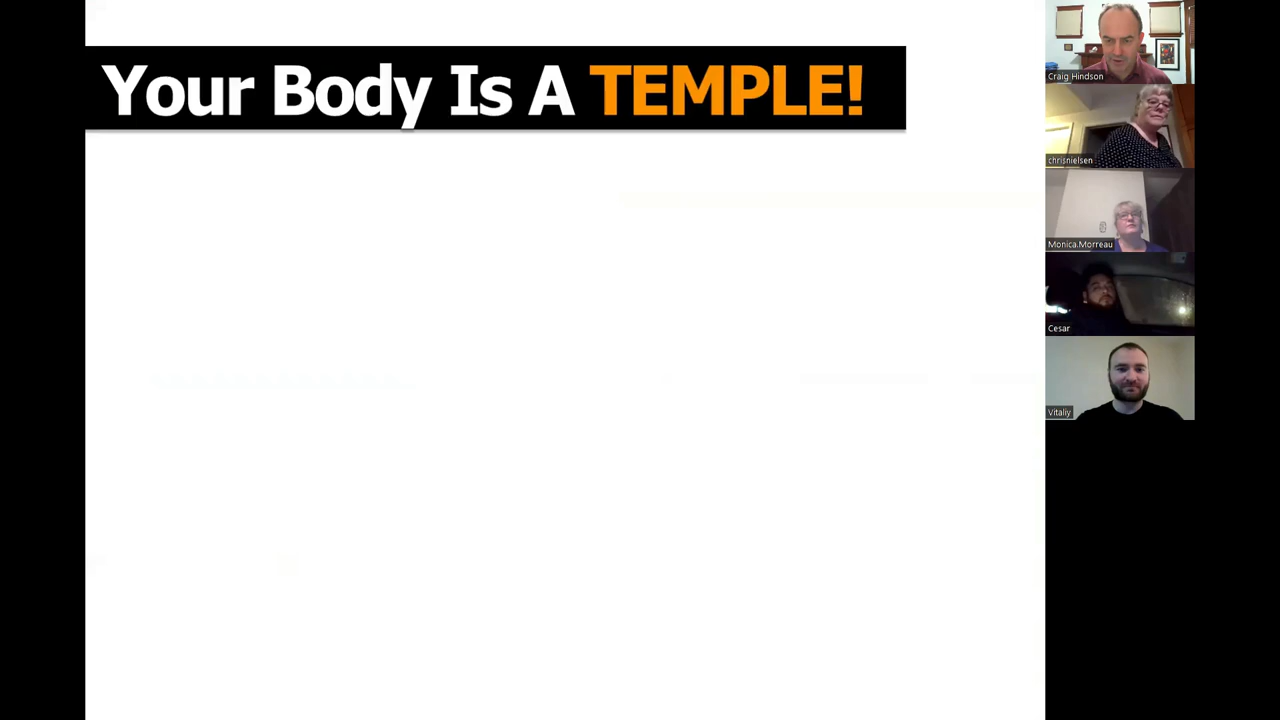 Your Body Is A TEMPLE!
Craig Hindson
chrisnielsen
Monica.Morreau
Cesar
Vitaliy